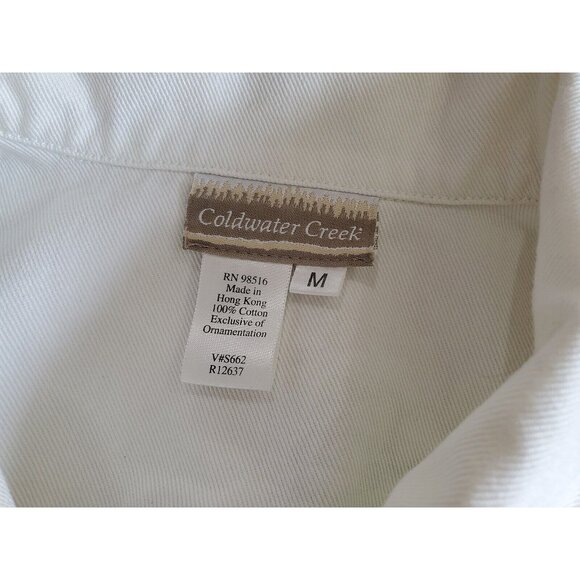 Coldwater Creek
M
RN 98516
Made in
Hong Kong
100% Cotton
Exclusive of
Ornamentation
V#S662
R12637